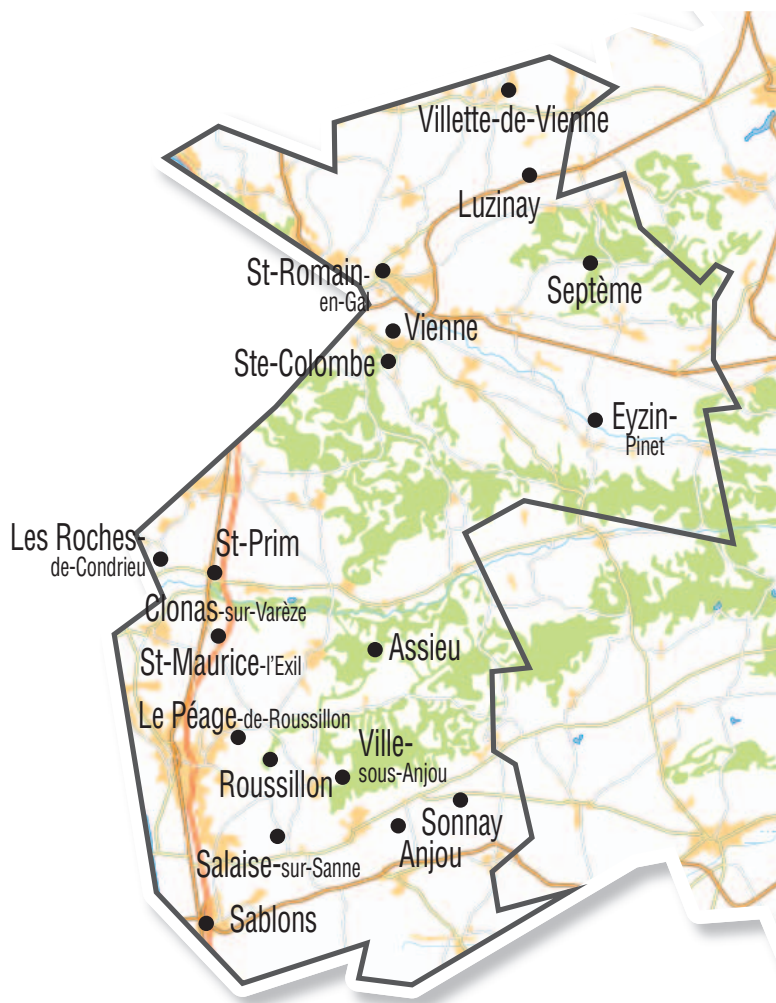 Villette-de-Vienne
Luzinay
St-Romain-
en-Gal
Septème
Vienne
Ste-Colombe
Eyzin-
Pinet
Les Roches-
de-Condrieu
St-Prim
Clonas-sur-Varèze
St-Maurice-l'Exil
Assieu
Le Péage-de-Roussillon
Ville-
sous-Anjou
Roussillon
Sonnay
Anjou
Salaise-sur-Sanne
Sablons